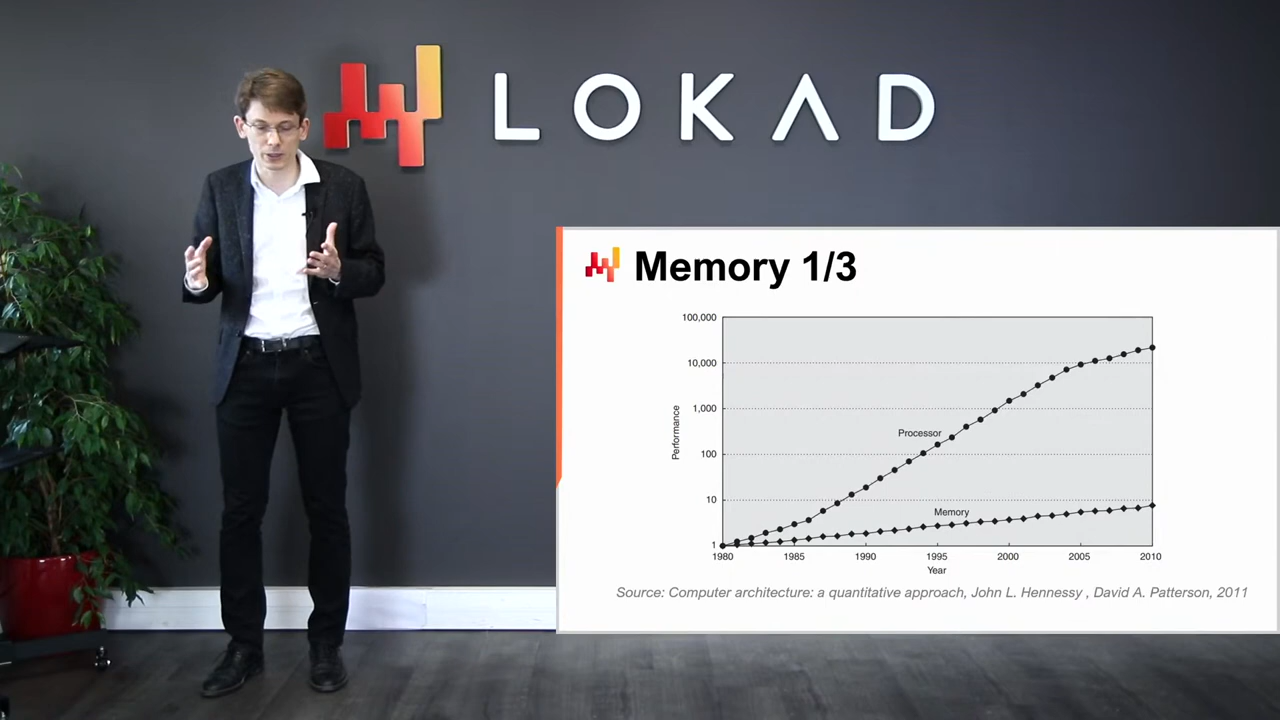 LOKAD
Memory 1/3
100,000
10,000
1,000
100
10
1
Performance
Processor
Memory
1980 1985 1990 1995 2000 2005 2010
Year
Source: Computer architecture: a quantitative approach, John L. Hennessy , David A. Patterson, 2011